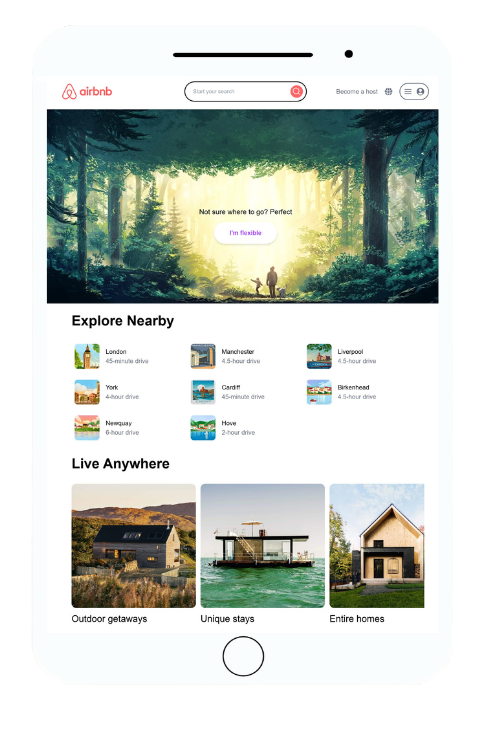 airbnb
Start your search
Become a host
Not sure where to go? Perfect
I'm flexible
Explore Nearby
London
45-minute drive
Manchester
4.5-hour drive
Liverpool
4.5-hour drive
York
4-hour drive
Cardiff
45-minute drive
Birkenhead
4.5-hour drive
Newquay
6-hour drive
Hove
2-hour drive
Live Anywhere
Outdoor getaways
Unique stays
Entire homes